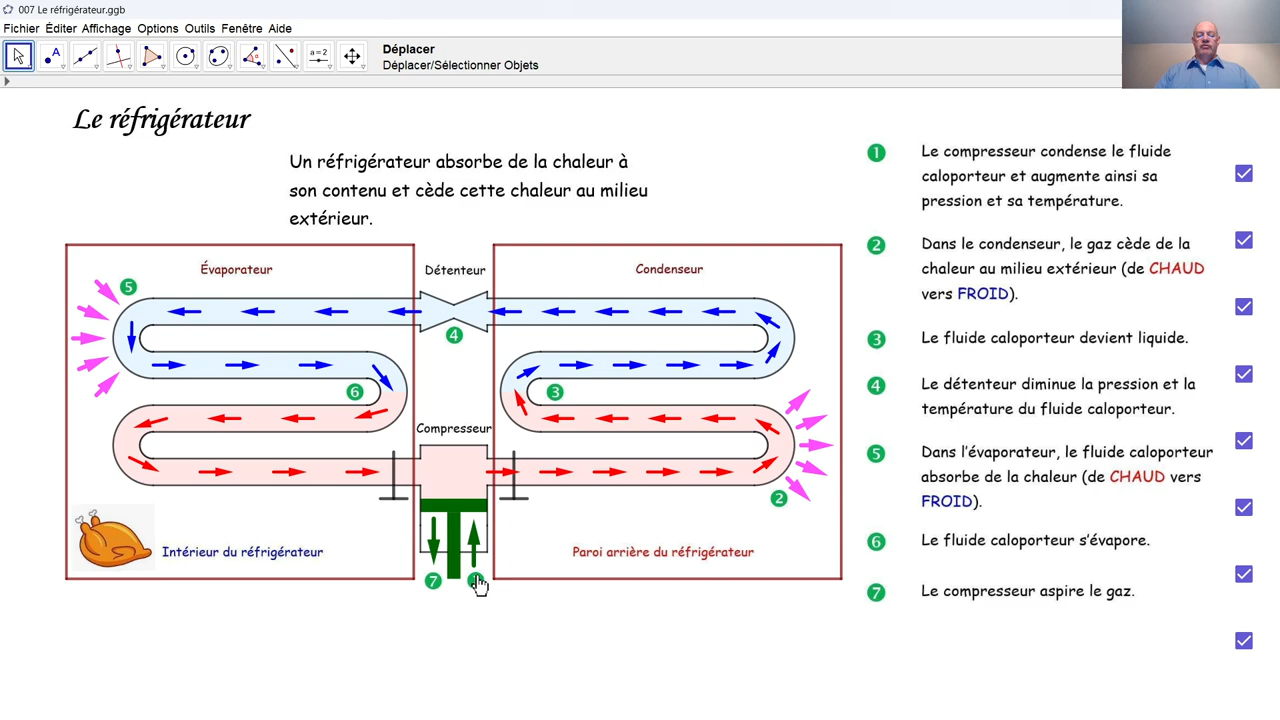 007 Le réfrigérateur.ggb
Fichier Éditer Affichage Options Outils Fenêtre Aide
A
a=2
Déplacer
Déplacer/Sélectionner Objets
Le réfrigérateur
Un réfrigérateur absorbe de la chaleur à
son contenu et cède cette chaleur au milieu
extérieur.
Évaporateur
Détenteur
Condenseur
5
4
6
3
Compresseur
2
Intérieur du réfrigérateur
Paroi arrière du réfrigérateur
7
1
Le compresseur condense le fluide
caloporteur et augmente ainsi sa
pression et sa température.
2
Dans le condenseur, le gaz cède de la
chaleur au milieu extérieur (de CHAUD
vers FROID).
3
Le fluide caloporteur devient liquide.
4
Le détenteur diminue la pression et la
température du fluide caloporteur.
5
Dans l'évaporateur, le fluide caloporteur
absorbe de la chaleur (de CHAUD vers
FROID).
6
Le fluide caloporteur s'évapore.
7
Le compresseur aspire le gaz.